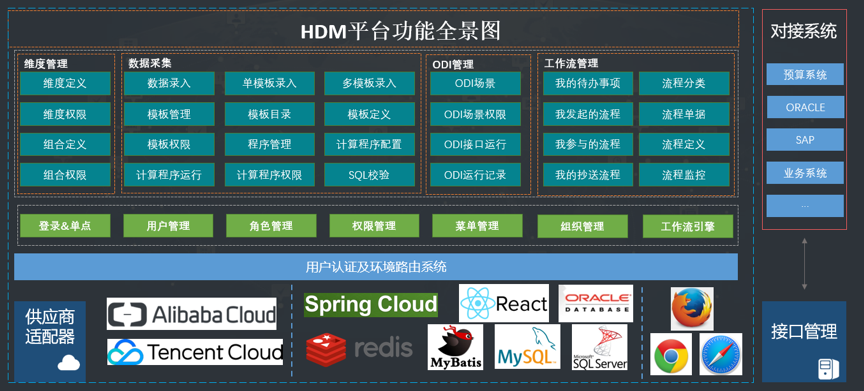 HDM平台功能全景图
维度管理
维度定义
维度权限
组合定义
组合权限
数据采集
数据录入
单模板录入
多模板录入
模板管理
模板目录
模板定义
模板权限
程序管理
计算程序配置
计算程序运行
计算程序权限
SQL校验
ODI管理
ODI场景
ODI场景权限
ODI接口运行
ODI运行记录
工作流管理
我的待办事项
流程分类
我发起的流程
流程单据
我参与的流程
流程定义
我的抄送流程
流程监控
登录&单点
用户管理
角色管理
权限管理
菜单管理
组织管理
工作流引擎
用户认证及环境路由系统
供应商
适配器
Alibaba Cloud
Tencent Cloud
Spring Cloud
React
ORACLE
DATABASE
redis
MyBatis
MySQL
Microsoft
SQL Server
对接系统
预算系统
ORACLE
SAP
业务系统
...
接口管理